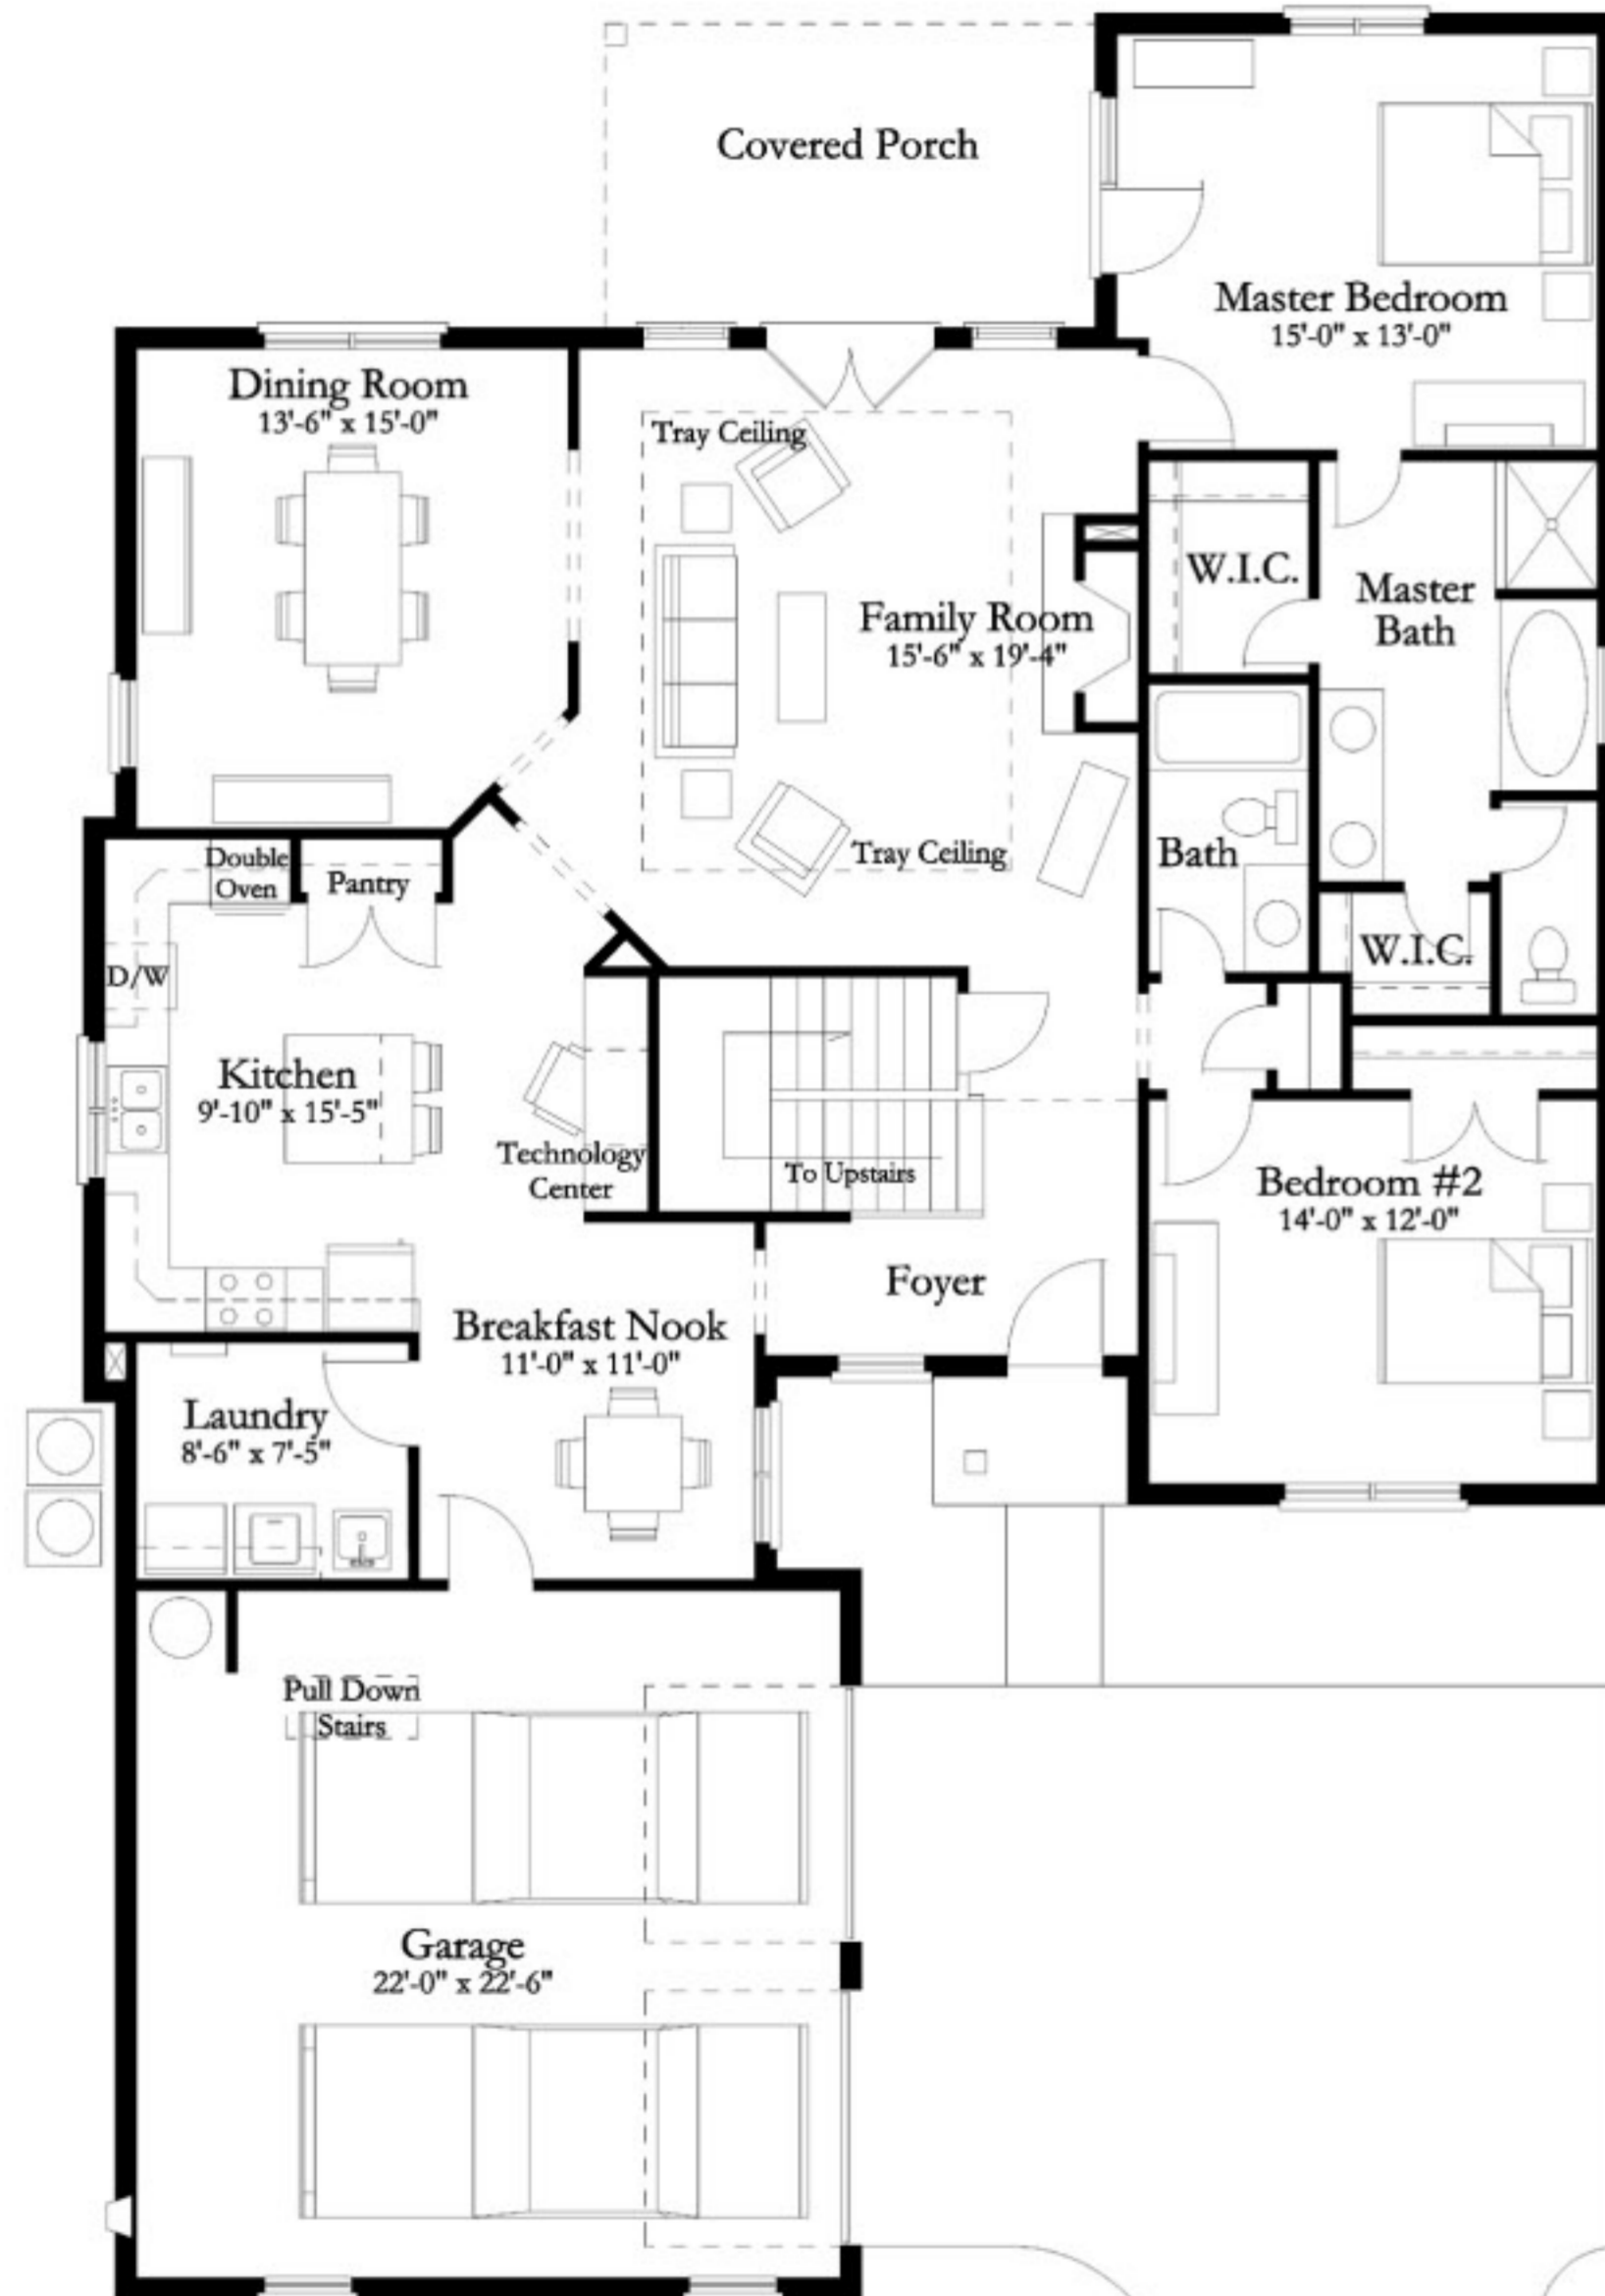 Covered Porch
Master Bedroom
15'-0" x 13'-0"
Dining Room
13'-6" x 15'-0"
Tray Ceiling
W.I.C.
Master
Bath
Family Room
15'-6" x 19'-4"
Tray Ceiling
Bath
Double
Oven
Pantry
W.I.C.
D/W
Kitchen
9'-10" x 15'-5"
Technology
Center
To Upstairs
Bedroom #2
14'-0" x 12'-0"
Foyer
Breakfast Nook
11'-0" x 11'-0"
Laundry
8'-6" x 7'-5"
Pull Down
Stairs
Garage
22'-0" x 22'-6"